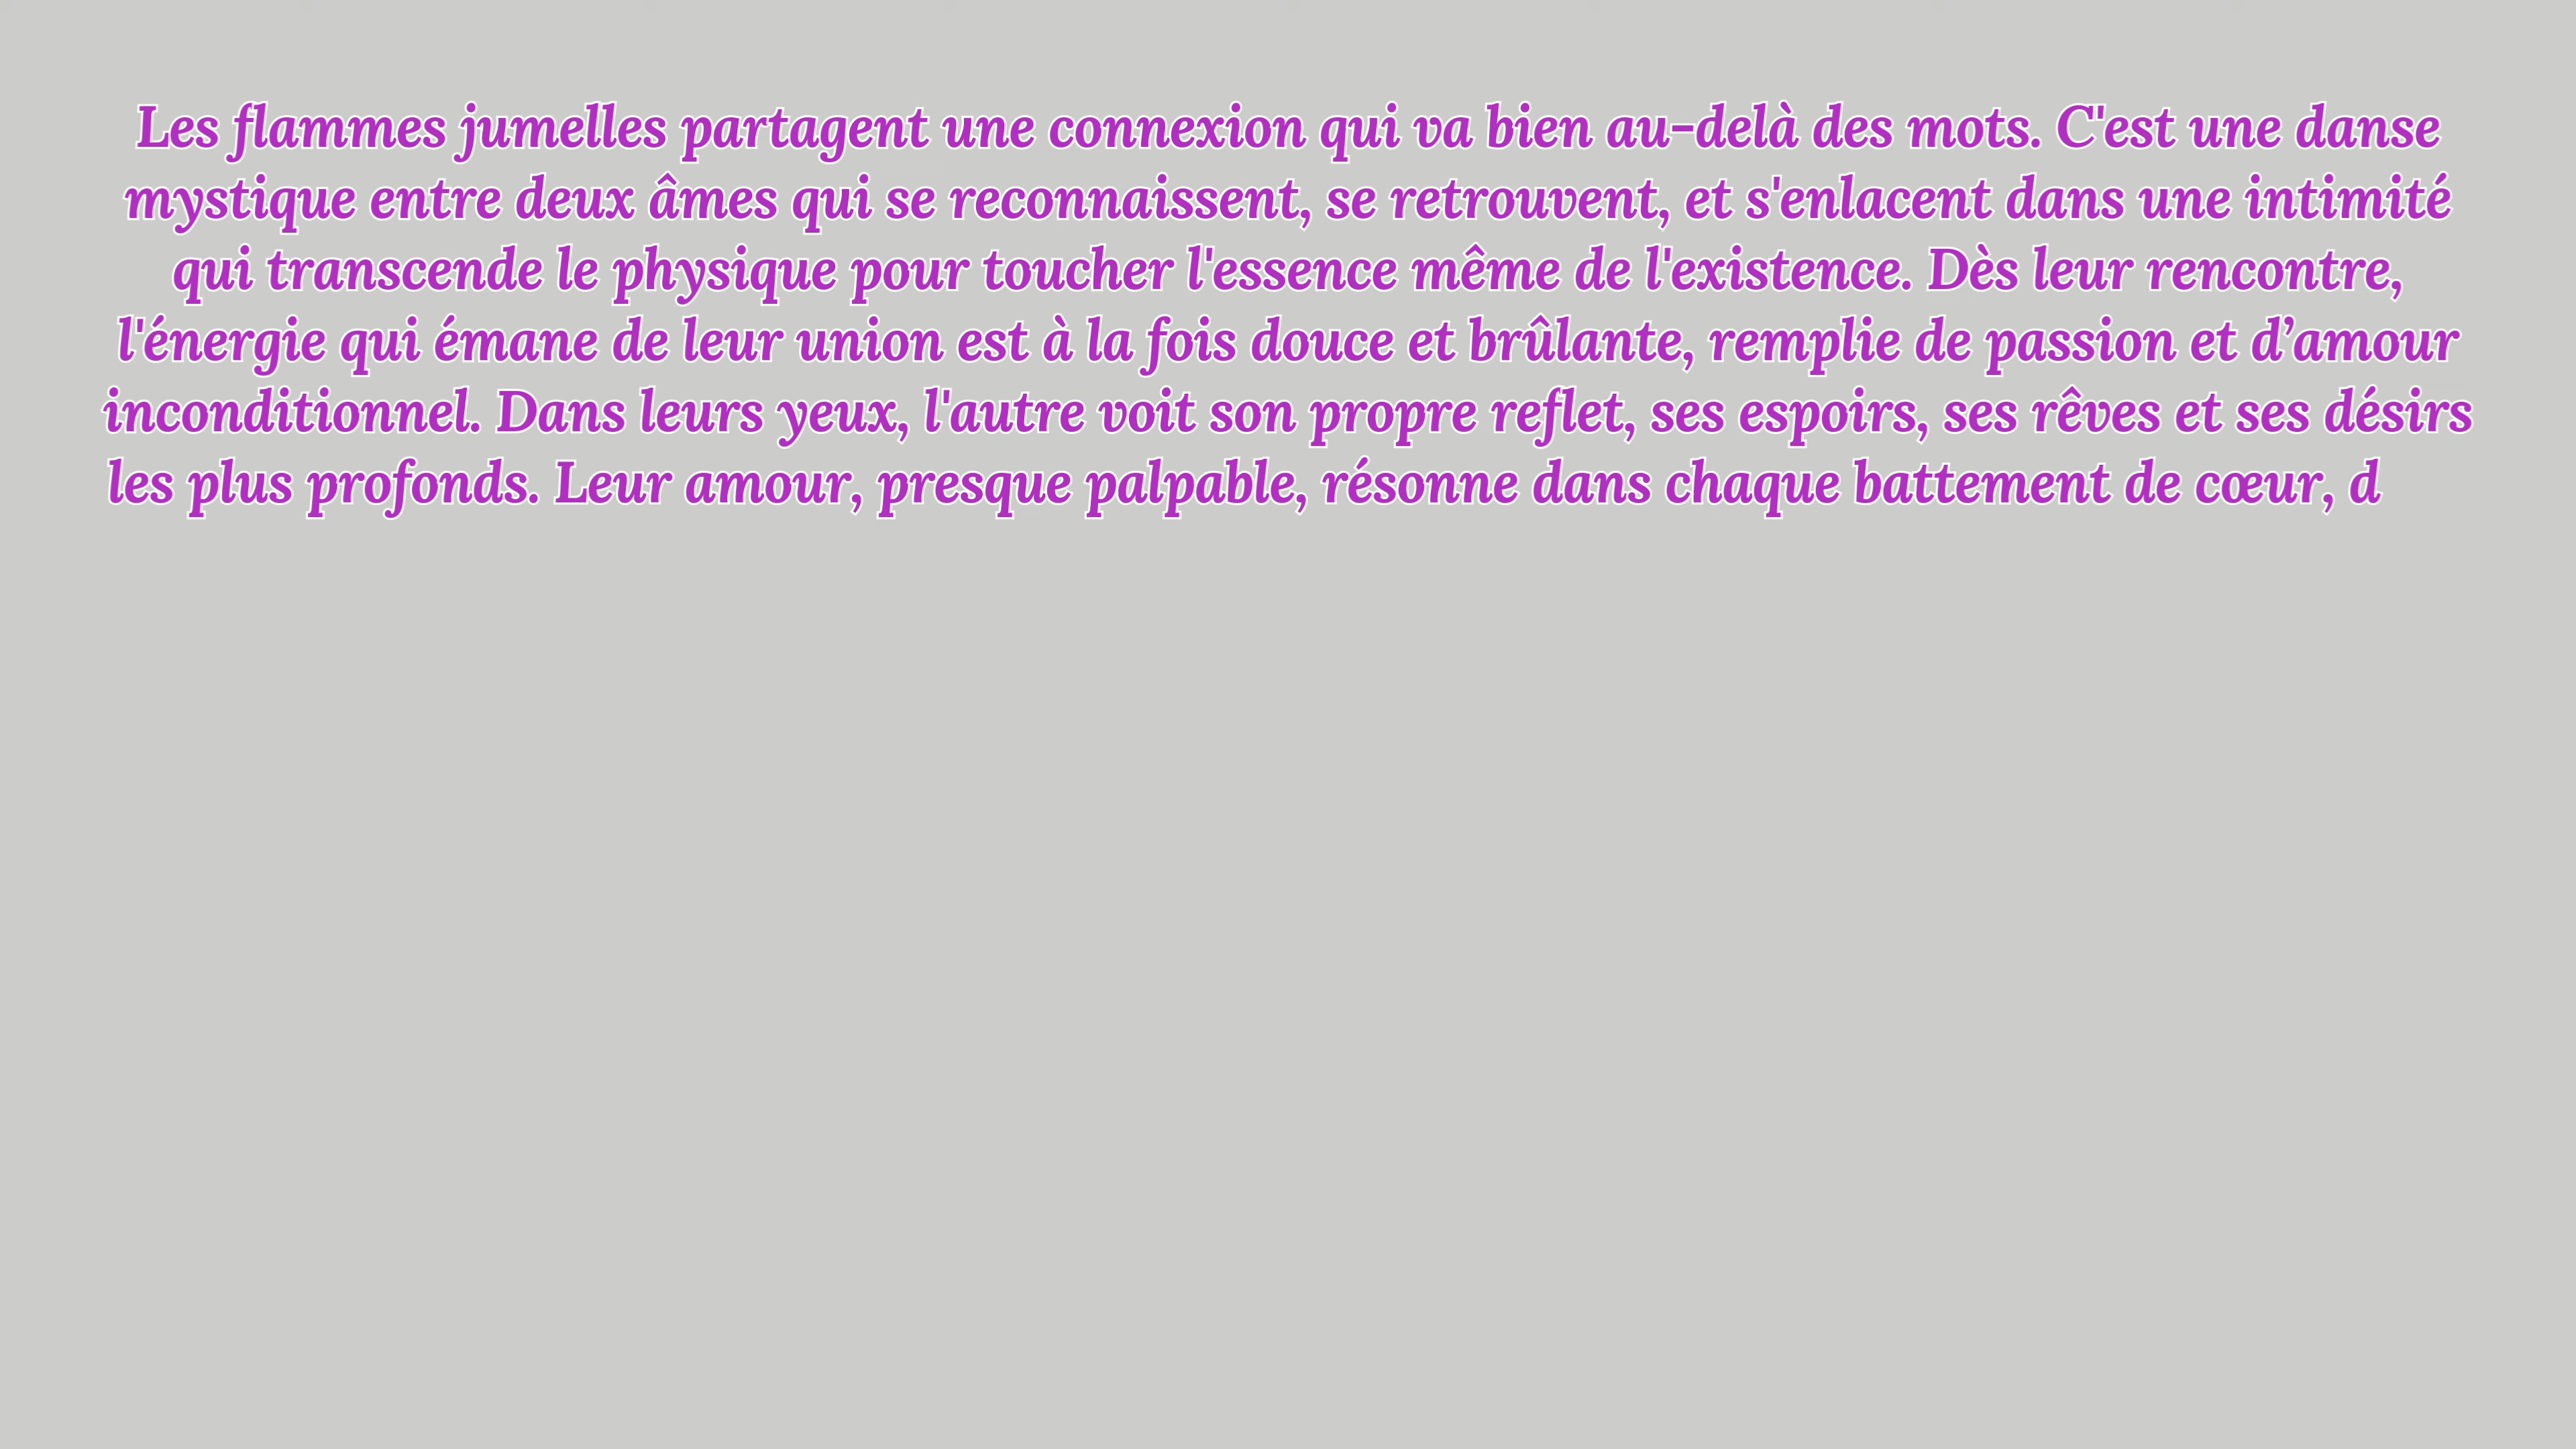 Les flammes jumelles partagent une connexion qui va bien au-delà des mots. C'est une danse
mystique entre deux âmes qui se reconnaissent, se retrouvent, et s'enlacent dans une intimité
qui transcende le physique pour toucher l'essence même de l'existence. Dès leur rencontre,
l'énergie qui émane de leur union est à la fois douce et brûlante, remplie de passion et d’amour
inconditionnel. Dans leurs yeux, l'autre voit son propre reflet, ses espoirs, ses rêves et ses désirs
les plus profonds. Leur amour, presque palpable, résonne dans chaque battement de cœur, d